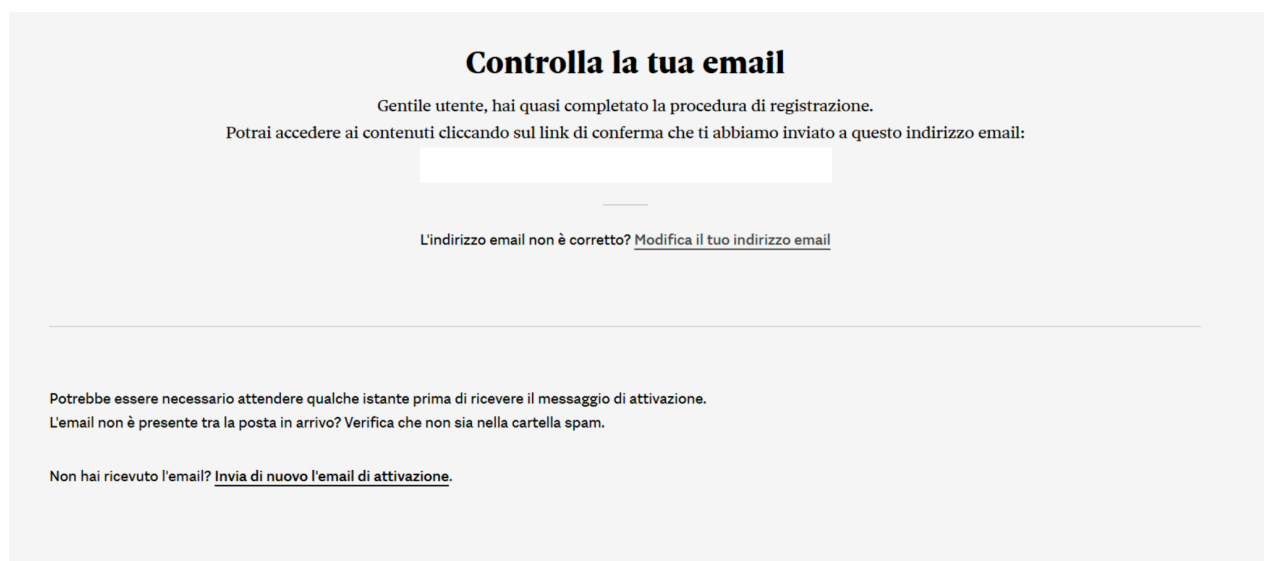 Controlla la tua email
Gentile utente, hai quasi completato la procedura di registrazione.
Potrai accedere ai contenuti cliccando sul link di conferma che ti abbiamo inviato a questo indirizzo email:
L'indirizzo email non è corretto? Modifica il tuo indirizzo email
Potrebbe essere necessario attendere qualche istante prima di ricevere il messaggio di attivazione.
L'email non è presente tra la posta in arrivo? Verifica che non sia nella cartella spam.
Non hai ricevuto l'email? Invia di nuovo l'email di attivazione.